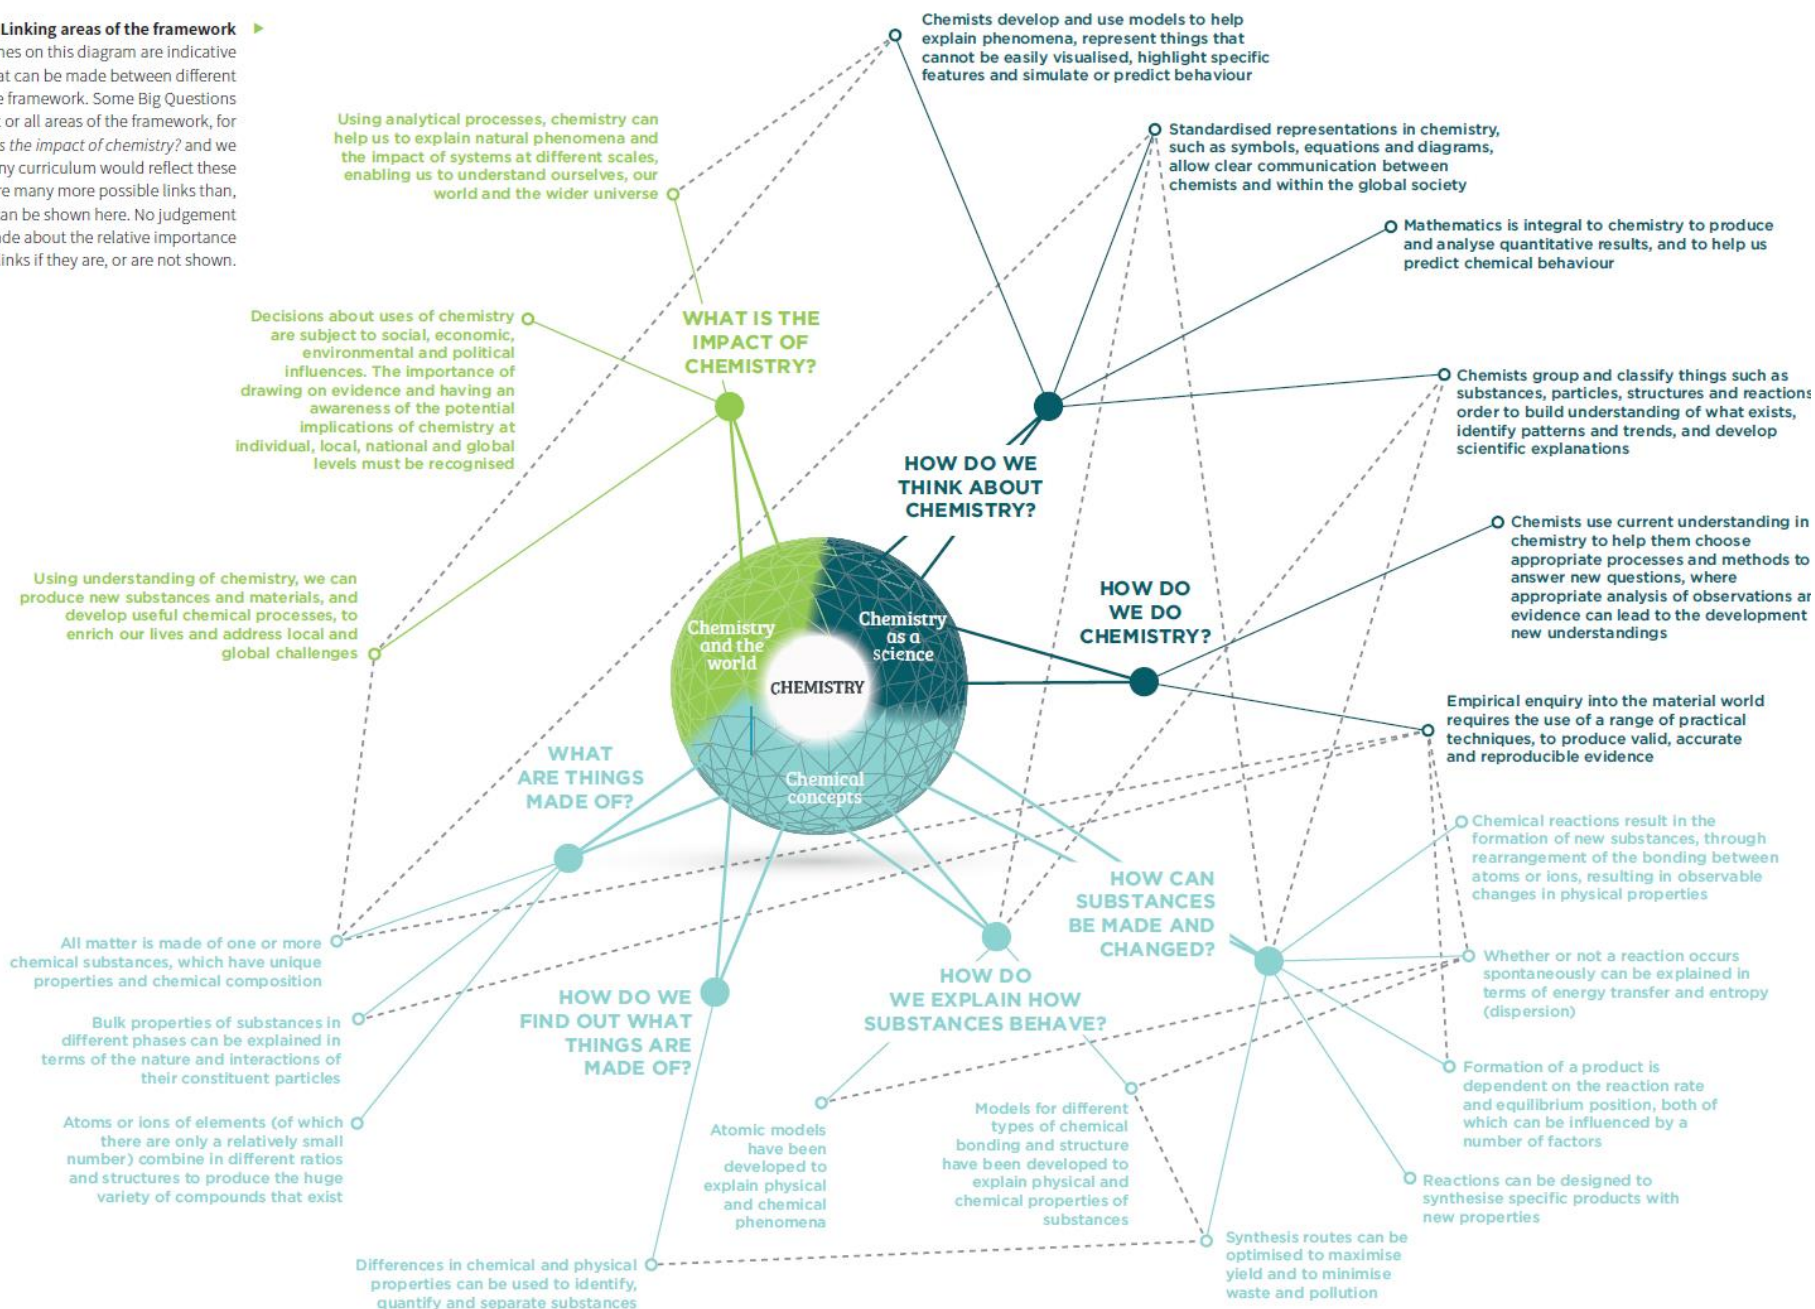 Linking areas of the framework
nes on this diagram are indicative
at can be made between different
e framework. Some Big Questions
or all areas of the framework, for
s the impact of chemistry? and we
ny curriculum would reflect these
re many more possible links than,
an be shown here. No judgement
ade about the relative importance
inks if they are, or are not shown.
Chemists develop and use models to help
explain phenomena, represent things that
cannot be easily visualised, highlight specific
features and simulate or predict behaviour
Using analytical processes, chemistry can
help us to explain natural phenomena and
the impact of systems at different scales,
enabling us to understand ourselves, our
world and the wider universe
Standardised representations in chemistry,
such as symbols, equations and diagrams,
allow clear communication between
chemists and within the global society
Mathematics is integral to chemistry to produce
and analyse quantitative results, and to help us
predict chemical behaviour
Decisions about uses of chemistry
are subject to social, economic,
environmental and political
influences. The importance of
drawing on evidence and having an
awareness of the potential
implications of chemistry at
individual, local, national and global
levels must be recognised
WHAT IS THE
IMPACT OF
CHEMISTRY?
Chemists group and classify things such as
substances, particles, structures and reactions
order to build understanding of what exists,
identify patterns and trends, and develop
scientific explanations
HOW DO WE
THINK ABOUT
CHEMISTRY?
Chemists use current understanding in
chemistry to help them choose
appropriate processes and methods to
answer new questions, where
appropriate analysis of observations an
evidence can lead to the development
new understandings
Using understanding of chemistry, we can
produce new substances and materials, and
develop useful chemical processes, to
enrich our lives and address local and
global challenges
HOW DO
WE DO
CHEMISTRY?
Chemistry
and the
world
Chemistry
as a
science
CHEMISTRY
Chemical
concepts
Empirical enquiry into the material world
requires the use of a range of practical
techniques, to produce valid, accurate
and reproducible evidence
WHAT
ARE THINGS
MADE OF?
Chemical reactions result in the
formation of new substances, through
rearrangement of the bonding between
atoms or ions, resulting in observable
changes in physical properties
HOW CAN
SUBSTANCES
BE MADE AND
CHANGED?
All matter is made of one or more
chemical substances, which have unique
properties and chemical composition
Whether or not a reaction occurs
spontaneously can be explained in
terms of energy transfer and entropy
(dispersion)
HOW DO WE
FIND OUT WHAT
THINGS ARE
MADE OF?
HOW DO
WE EXPLAIN HOW
SUBSTANCES BEHAVE?
Bulk properties of substances in
different phases can be explained in
terms of the nature and interactions of
their constituent particles
Formation of a product is
dependent on the reaction rate
and equilibrium position, both of
which can be influenced by a
number of factors
Atoms or ions of elements (of which
there are only a relatively small
number) combine in different ratios
and structures to produce the huge
variety of compounds that exist
Atomic models
have been
developed to
explain physical
and chemical
phenomena
Models for different
types of chemical
bonding and structure
have been developed to
explain physical and
chemical properties of
substances
Reactions can be designed to
synthesise specific products with
new properties
Synthesis routes can be
optimised to maximise
yield and to minimise
waste and pollution
Differences in chemical and physical
properties can be used to identify,
quantify and separate substances